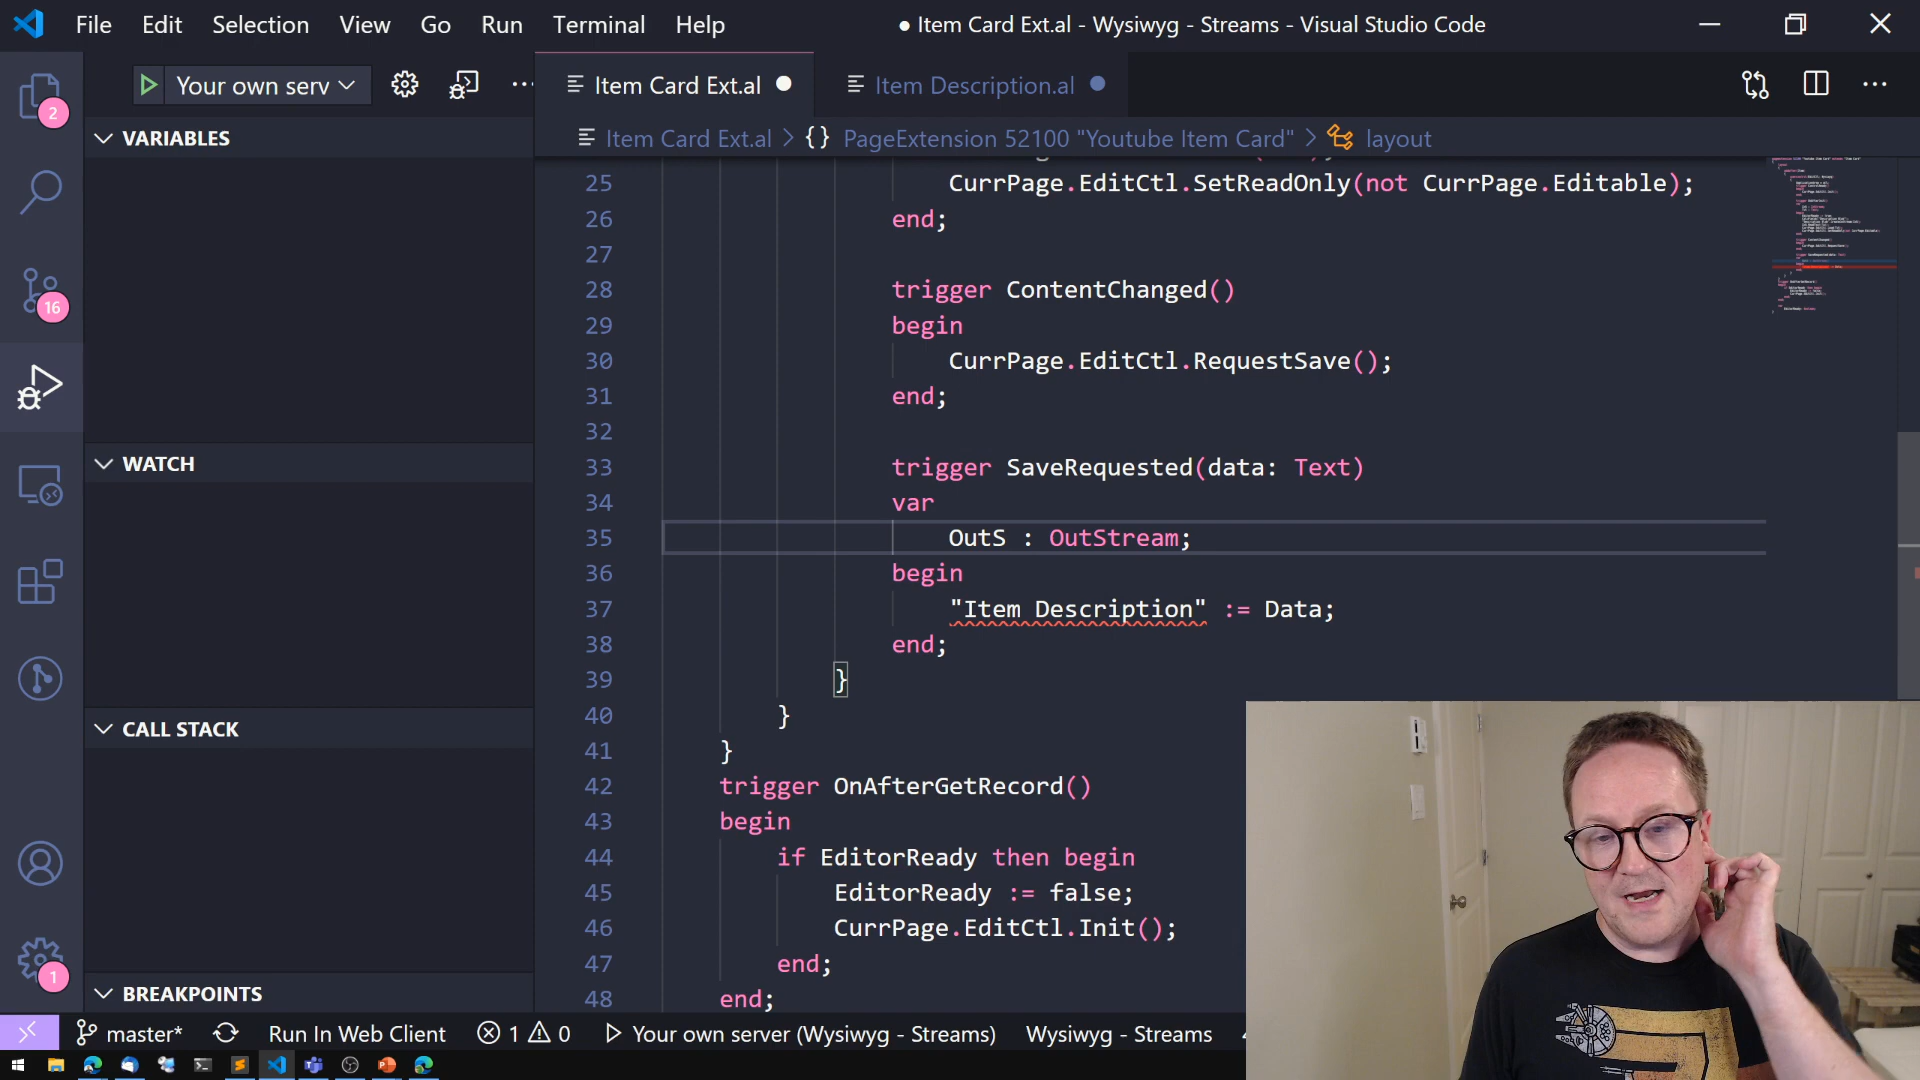 File Edit Selection View Go Run Terminal Help
● Item Card Ext.al - Wysiwyg - Streams - Visual Studio Code
Your own serv
Item Card Ext.al
Item Description.al
Item Card Ext.al > {} PageExtension 52100 "Youtube Item Card" > layout
VARIABLES
WATCH
CALL STACK
BREAKPOINTS
25 CurrPage.EditCtl.SetReadOnly(not CurrPage.Editable);
26 end;
27
28 trigger ContentChanged()
29 begin
30 CurrPage.EditCtl.RequestSave();
31 end;
32
33 trigger SaveRequested(data: Text)
34 var
35 OutS : OutStream;
36 begin
37 "Item Description" := Data;
38 end;
39 }
40 }
41 }
42 trigger OnAfterGetRecord()
43 begin
44 if EditorReady then begin
45 EditorReady := false;
46 CurrPage.EditCtl.Init();
47 end;
48 end;
2
16
1
master* Run In Web Client 1 0 Your own server (Wysiwyg - Streams) Wysiwyg - Streams